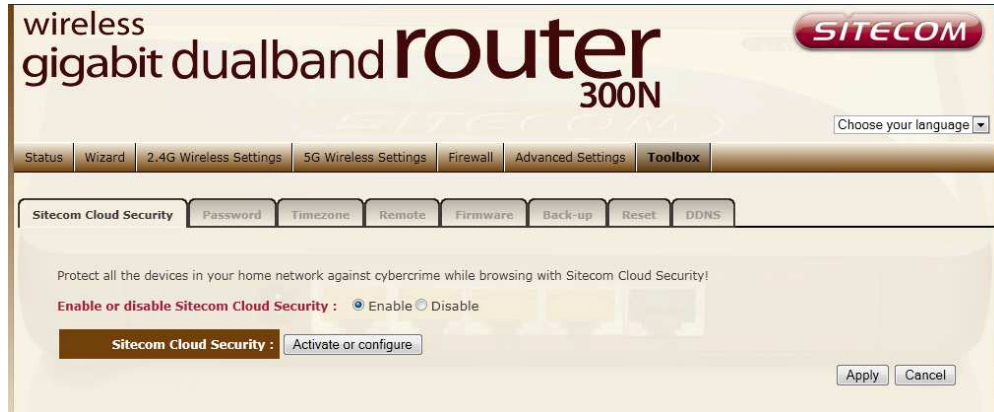 wireless
gigabit dualband router
300N
SITECOM
Choose your language
Status Wizard 2.4G Wireless Settings 5G Wireless Settings Firewall Advanced Settings Toolbox
Sitecom Cloud Security Password Timezone Remote Firmware Back-up Reset DDNS
Protect all the devices in your home network against cybercrime while browsing with Sitecom Cloud Security!
Enable or disable Sitecom Cloud Security : Enable Disable
Sitecom Cloud Security : Activate or configure
Apply Cancel